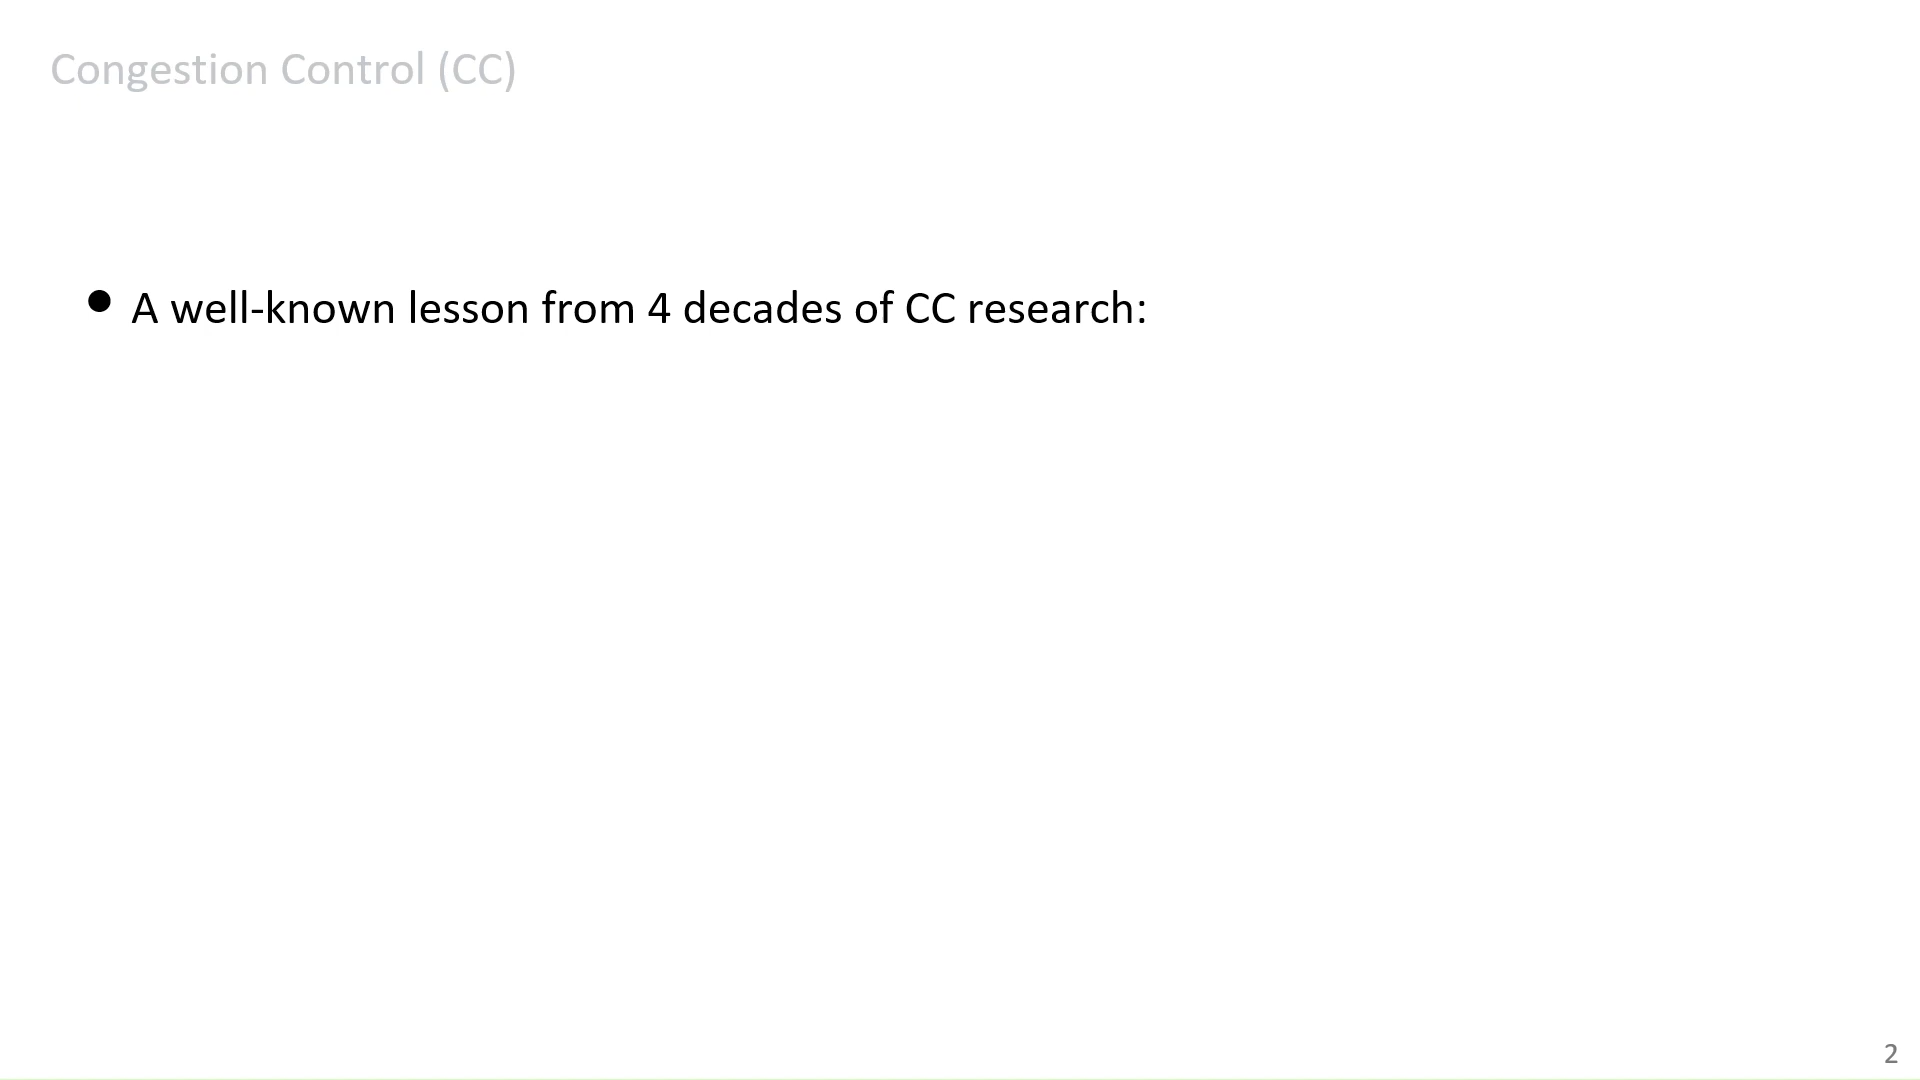 Congestion Control (CC)
• A well-known lesson from 4 decades of CC research:
2